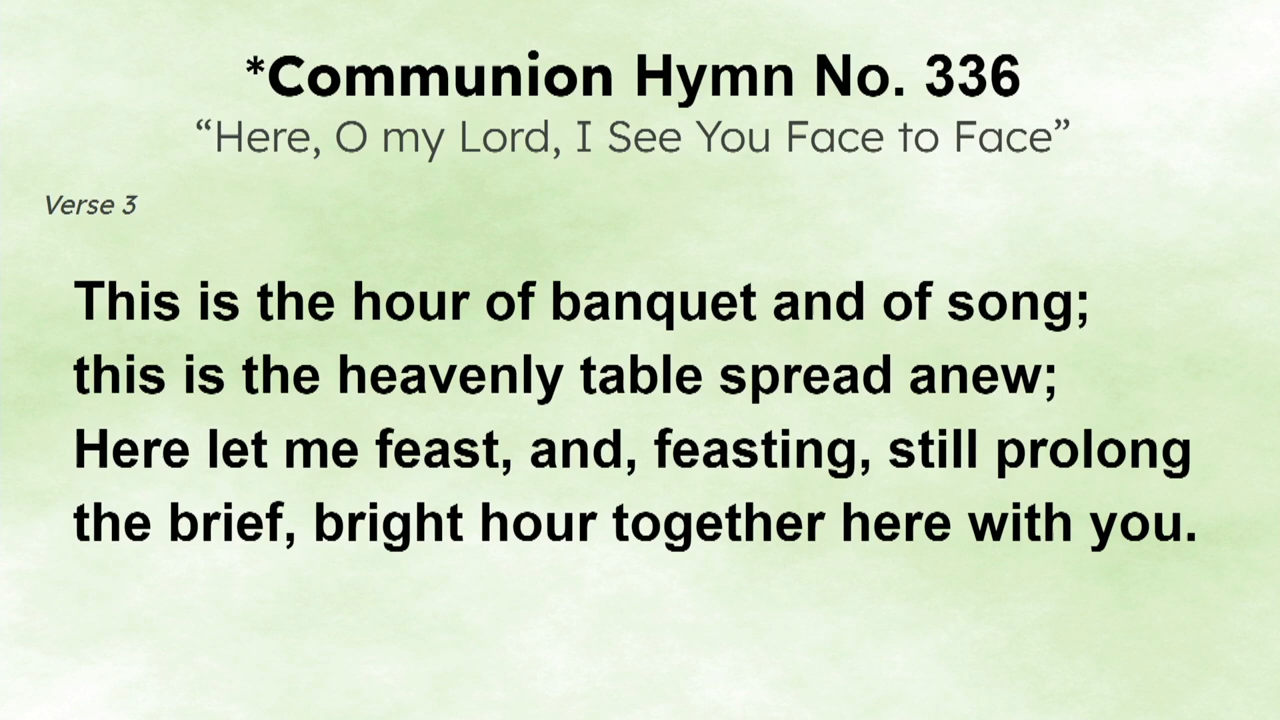 *Communion Hymn No. 336
“Here, O my Lord, I See You Face to Face”
Verse 3
This is the hour of banquet and of song;
this is the heavenly table spread anew;
Here let me feast, and, feasting, still prolong
the brief, bright hour together here with you.